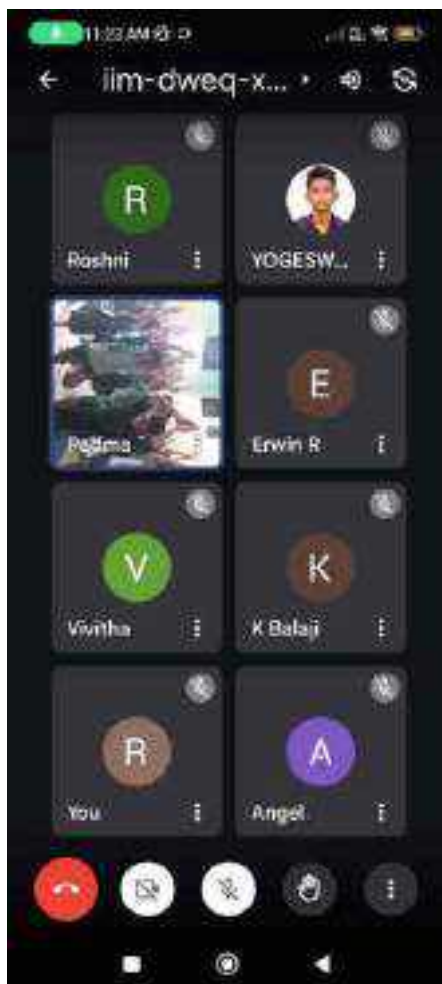 11:23 AM
iim-dweq-x...
R
Roshni
YOGESW...
Padma
E
Erwin R
V
Vivitha
K
K Balaji
R
You
A
Angel